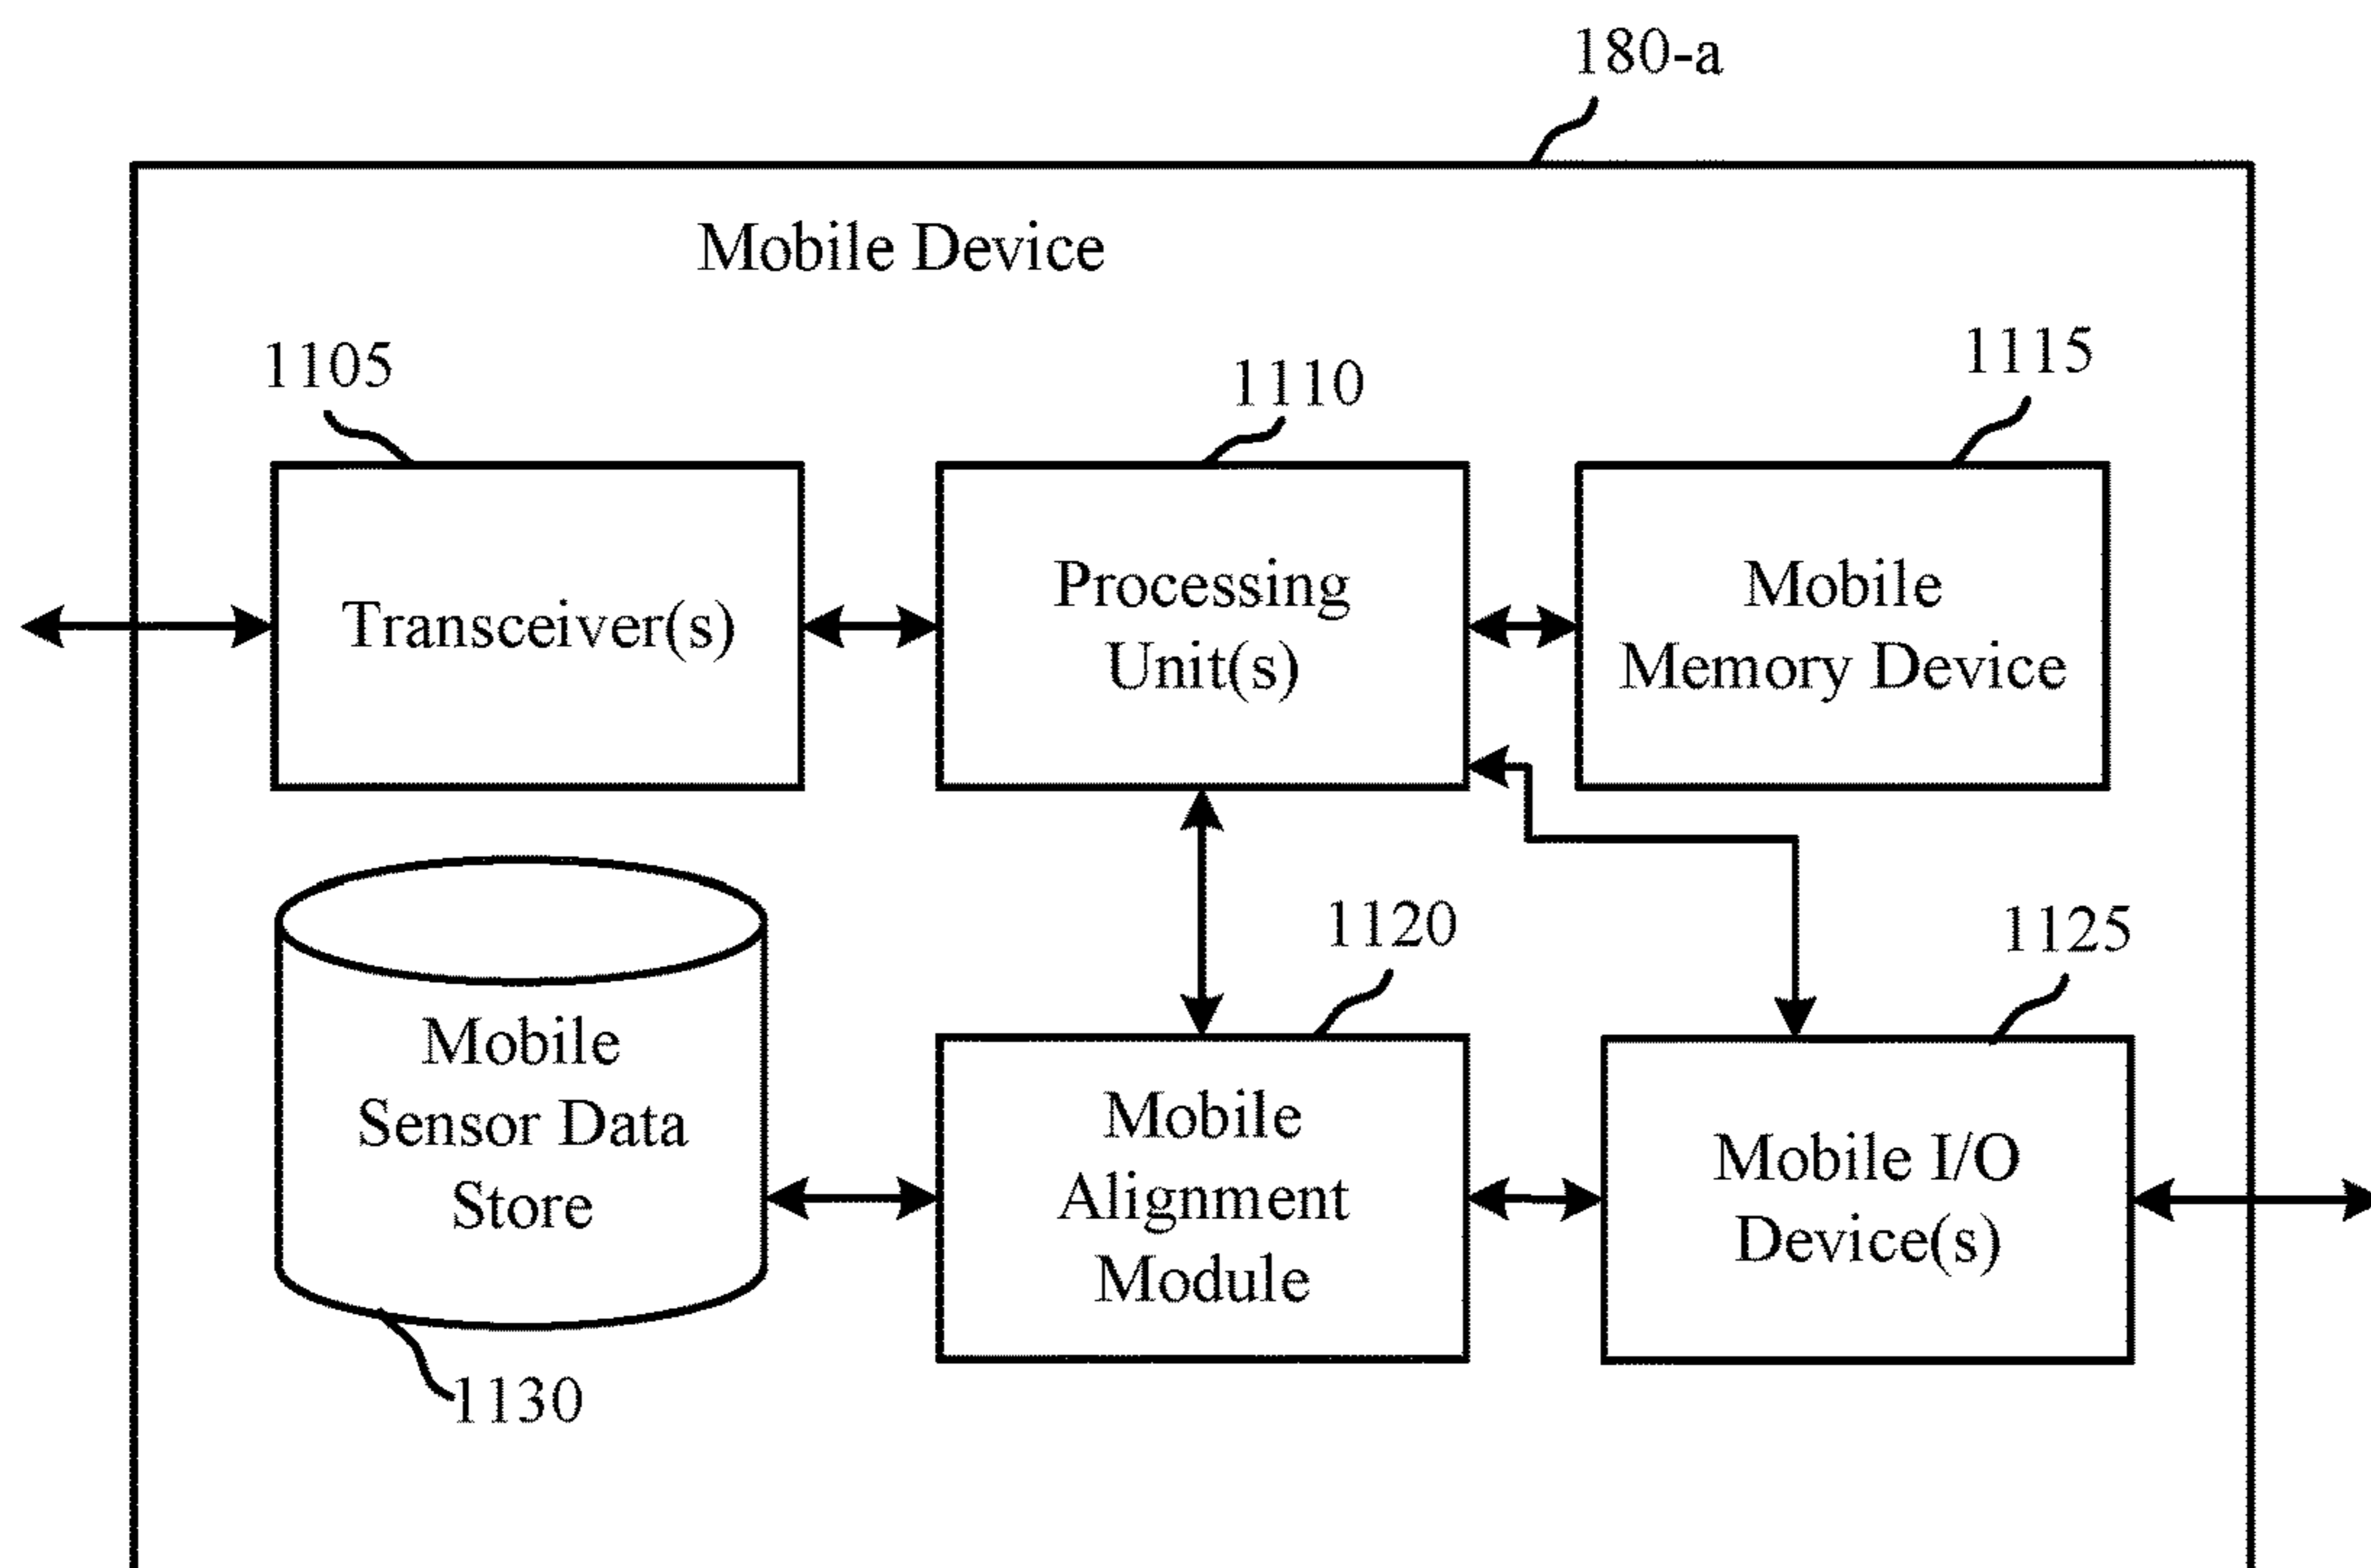 180-a
Mobile Device
1105
1110
1115
Transceiver(s)
Processing
Unit(s)
Mobile
Memory Device
1120
1125
Mobile
Sensor Data
Store
Mobile
Alignment
Module
Mobile I/O
Device(s)
1130